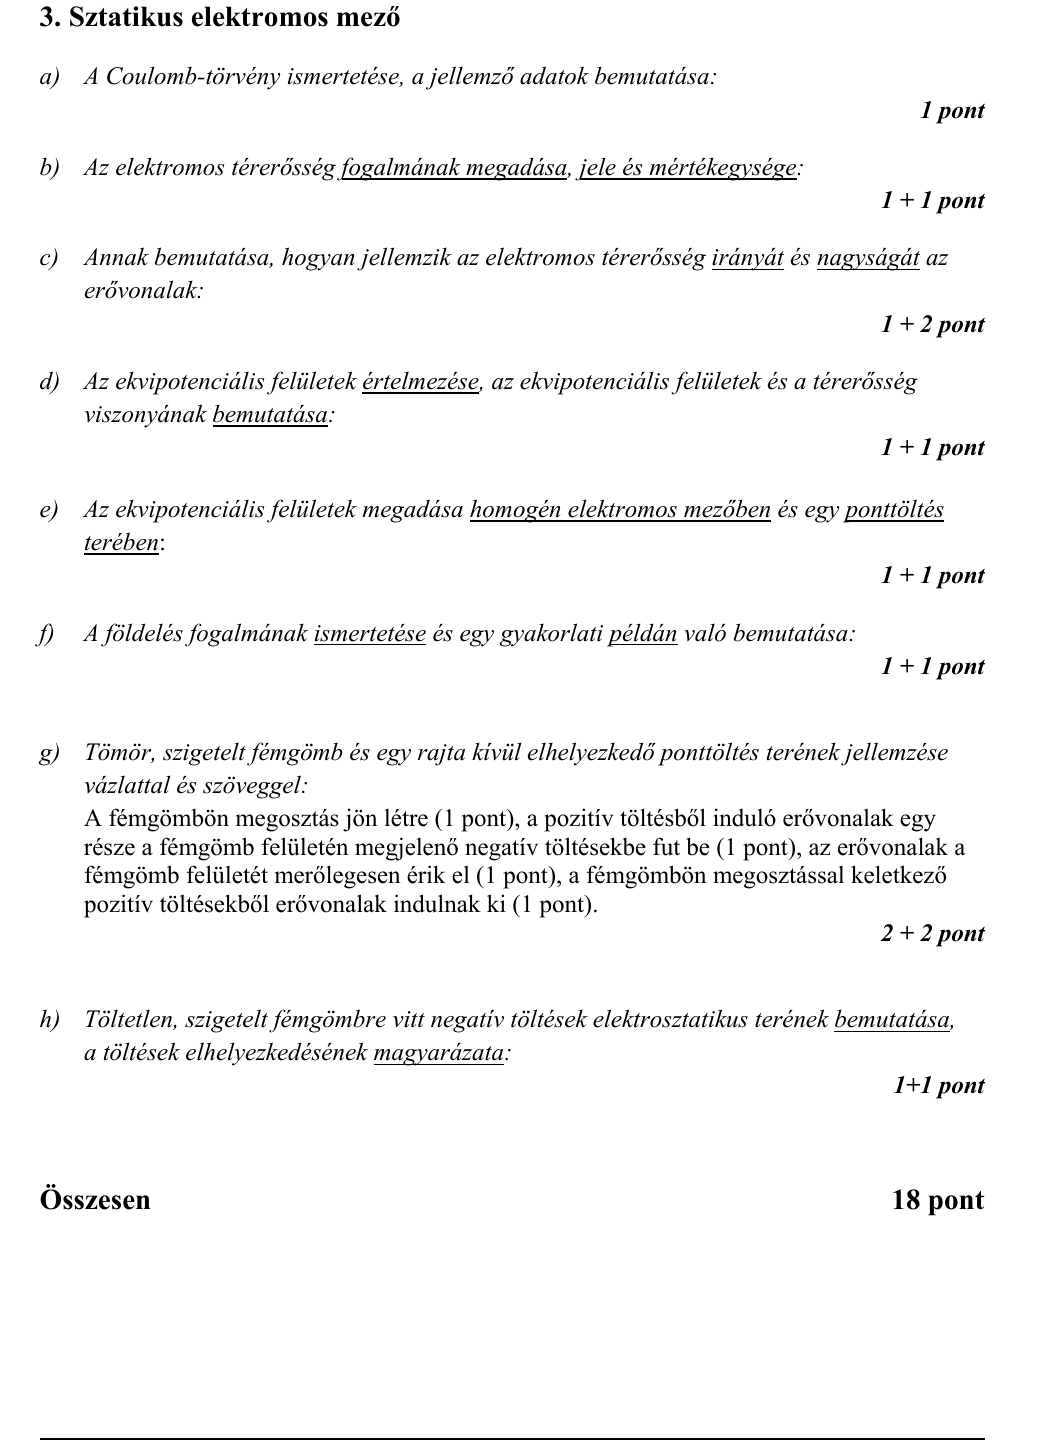 3. Sztatikus elektromos mező
a) A Coulomb-törvény ismertetése, a jellemző adatok bemutatása:
1 pont
b) Az elektromos térerősség fogalmának megadása, jele és mértékegysége:
1 + 1 pont
c) Annak bemutatása, hogyan jellemzik az elektromos térerősség irányát és nagyságát az
erővonalak:
1 + 2 pont
d) Az ekvipotenciális felületek értelmezése, az ekvipotenciális felületek és a térerősség
viszonyának bemutatása:
1 + 1 pont
e) Az ekvipotenciális felületek megadása homogén elektromos mezőben és egy ponttöltés
terében:
1 + 1 pont
f) A földelés fogalmának ismertetése és egy gyakorlati példán való bemutatása:
1 + 1 pont
g) Tömör, szigetelt fémgömb és egy rajta kívül elhelyezkedő ponttöltés terének jellemzése
vázlattal és szöveggel:
A fémgömbön megosztás jön létre (1 pont), a pozitív töltésből induló erővonalak egy
része a fémgömb felületén megjelenő negatív töltésekbe fut be (1 pont), az erővonalak a
fémgömb felületét merőlegesen érik el (1 pont), a fémgömbön megosztással keletkező
pozitív töltésekből erővonalak indulnak ki (1 pont).
2 + 2 pont
h) Töltetlen, szigetelt fémgömbre vitt negatív töltések elektrosztatikus terének bemutatása,
a töltések elhelyezkedésének magyarázata:
1+1 pont
Összesen 18 pont